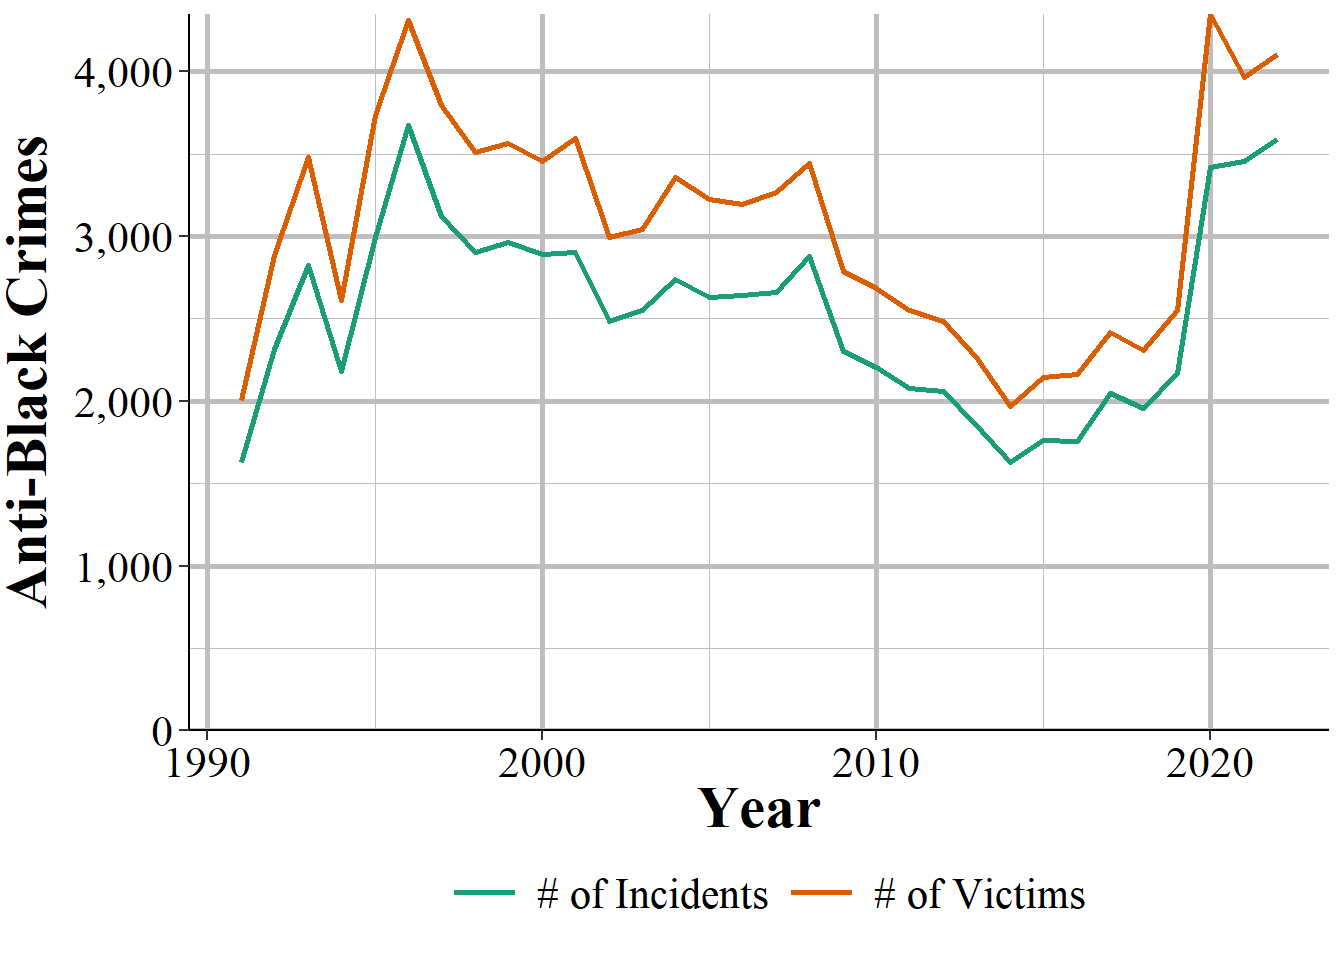 Anti-Black Crimes
4,000
3,000
2,000
1,000
0
1990 2000 2010 2020
Year
# of Incidents # of Victims